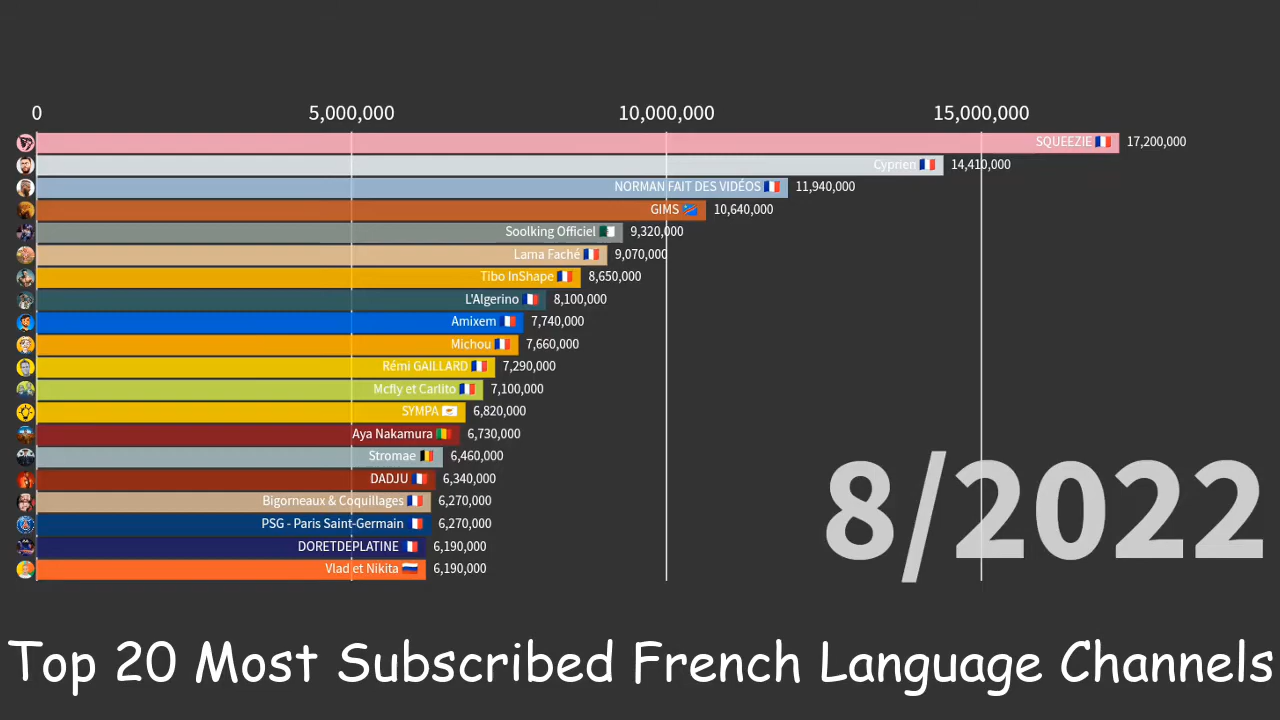 0 5,000,000 10,000,000 15,000,000
SQUEEZIE 17,200,000
Cyprien 14,410,000
NORMAN FAIT DES VIDÉOS 11,940,000
GIMS 10,640,000
Soolking Officiel 9,320,000
Lama Faché 9,070,000
Tibo InShape 8,650,000
L'Algerino 8,100,000
Amixem 7,740,000
Michou 7,660,000
Rémi GAILLARD 7,290,000
Mcfly et Carlito 7,100,000
SYMPA 6,820,000
Aya Nakamura 6,730,000
Stromae 6,460,000
DADJU 6,340,000
Bigorneaux & Coquillages 6,270,000
PSG - Paris Saint-Germain 6,270,000
DORETDEPLATINE 6,190,000
Vlad et Nikita 6,190,000
8/2022
Top 20 Most Subscribed French Language Channels